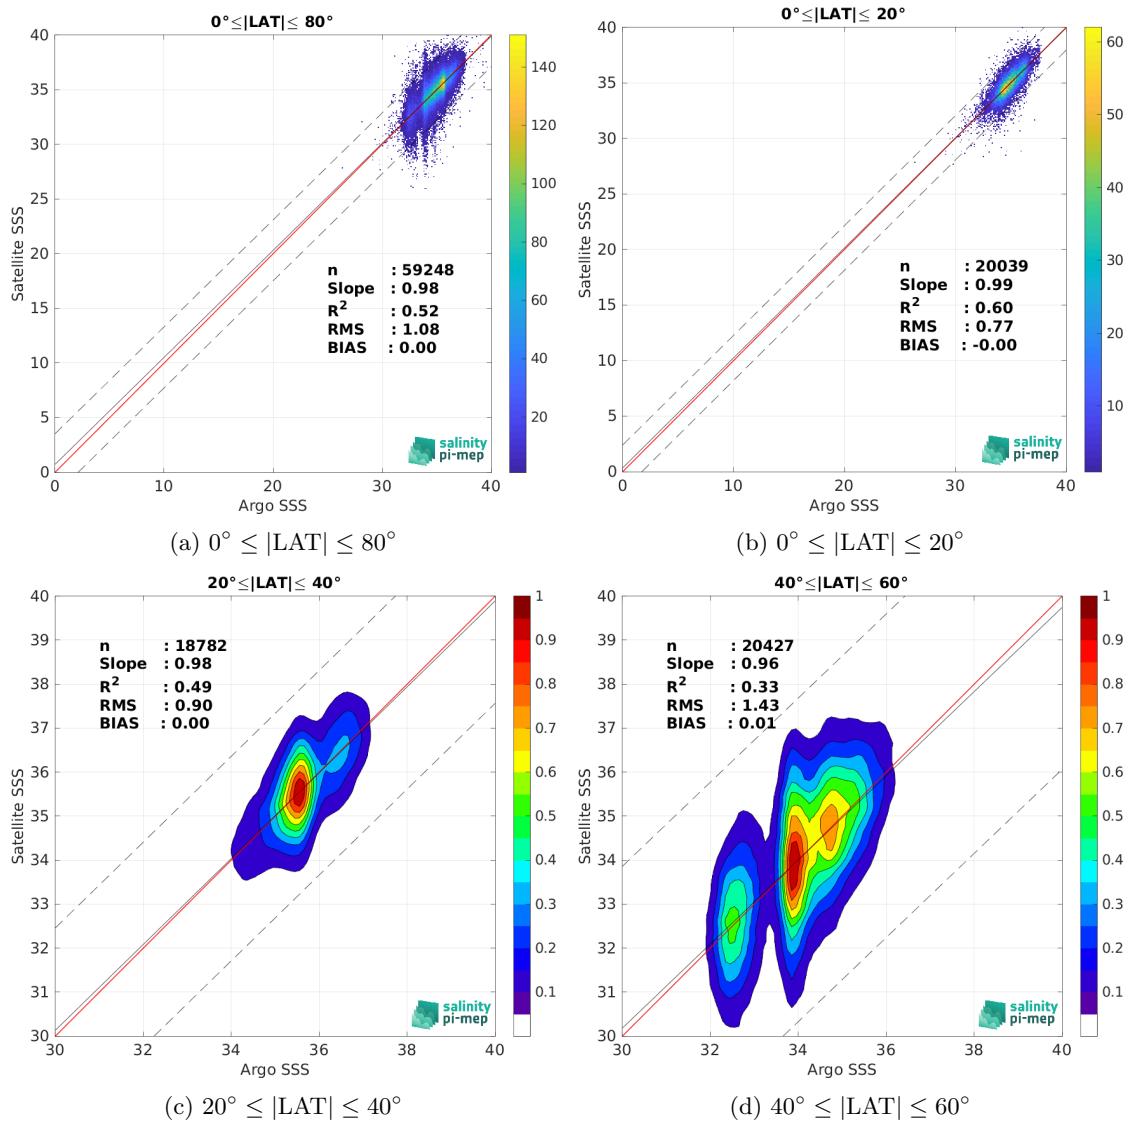 0°≤|LAT|≤ 80°
40
35
30
25
20
15
10
5
0
Satellite SSS
0
10
20
30
40
Argo SSS
n : 59248
Slope : 0.98
R² : 0.52
RMS : 1.08
BIAS : 0.00
salinity
pi-mep
140
120
100
80
60
40
20
(a) 0° ≤ |LAT| ≤ 80°
0°≤|LAT|≤ 20°
40
35
30
25
20
15
10
5
0
Satellite SSS
0
10
20
30
40
Argo SSS
n : 20039
Slope : 0.99
R² : 0.60
RMS : 0.77
BIAS : -0.00
salinity
pi-mep
60
50
40
30
20
10
(b) 0° ≤ |LAT| ≤ 20°
20°≤|LAT|≤ 40°
40
39
38
37
36
35
34
33
32
31
30
Satellite SSS
30
32
34
36
38
40
Argo SSS
n : 18782
Slope : 0.98
R² : 0.49
RMS : 0.90
BIAS : 0.00
salinity
pi-mep
1
0.9
0.8
0.7
0.6
0.5
0.4
0.3
0.2
0.1
(c) 20° ≤ |LAT| ≤ 40°
40°≤|LAT|≤ 60°
40
39
38
37
36
35
34
33
32
31
30
Satellite SSS
30
32
34
36
38
40
Argo SSS
n : 20427
Slope : 0.96
R² : 0.33
RMS : 1.43
BIAS : 0.01
salinity
pi-mep
1
0.9
0.8
0.7
0.6
0.5
0.4
0.3
0.2
0.1
(d) 40° ≤ |LAT| ≤ 60°